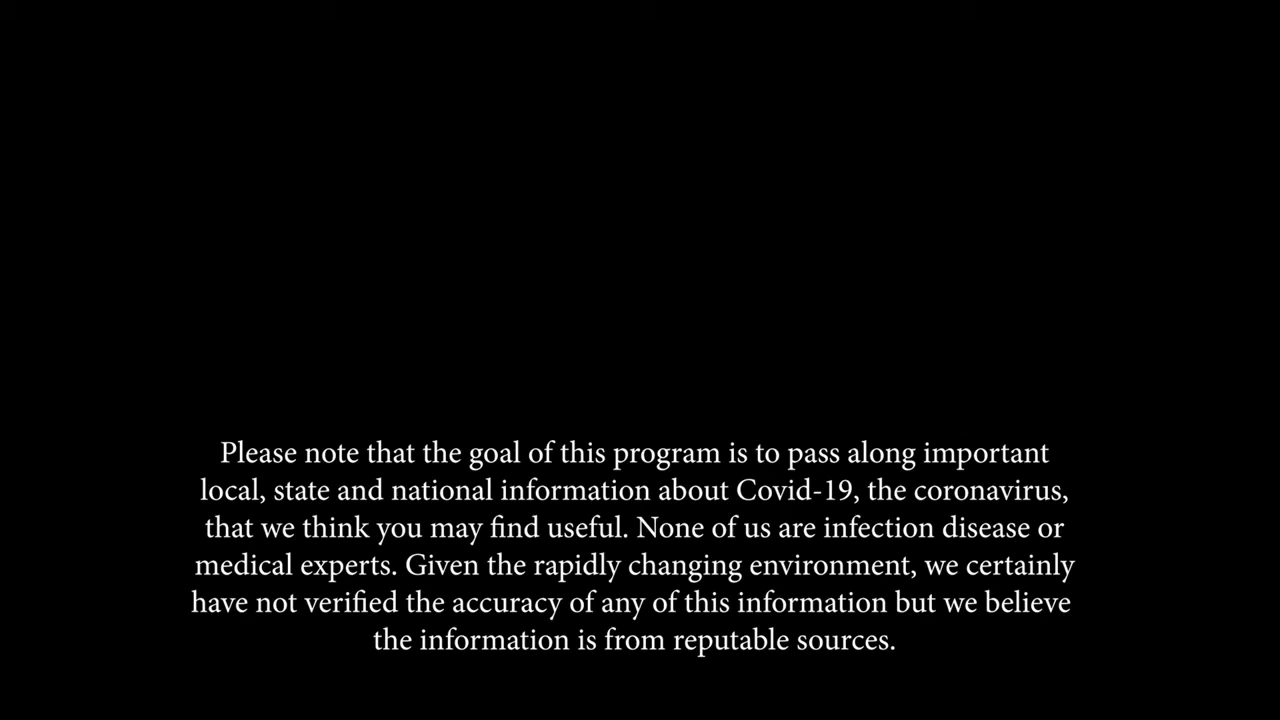 Please note that the goal of this program is to pass along important
local, state and national information about Covid-19, the coronavirus,
that we think you may find useful. None of us are infection disease or
medical experts. Given the rapidly changing environment, we certainly
have not verified the accuracy of any of this information but we believe
the information is from reputable sources.